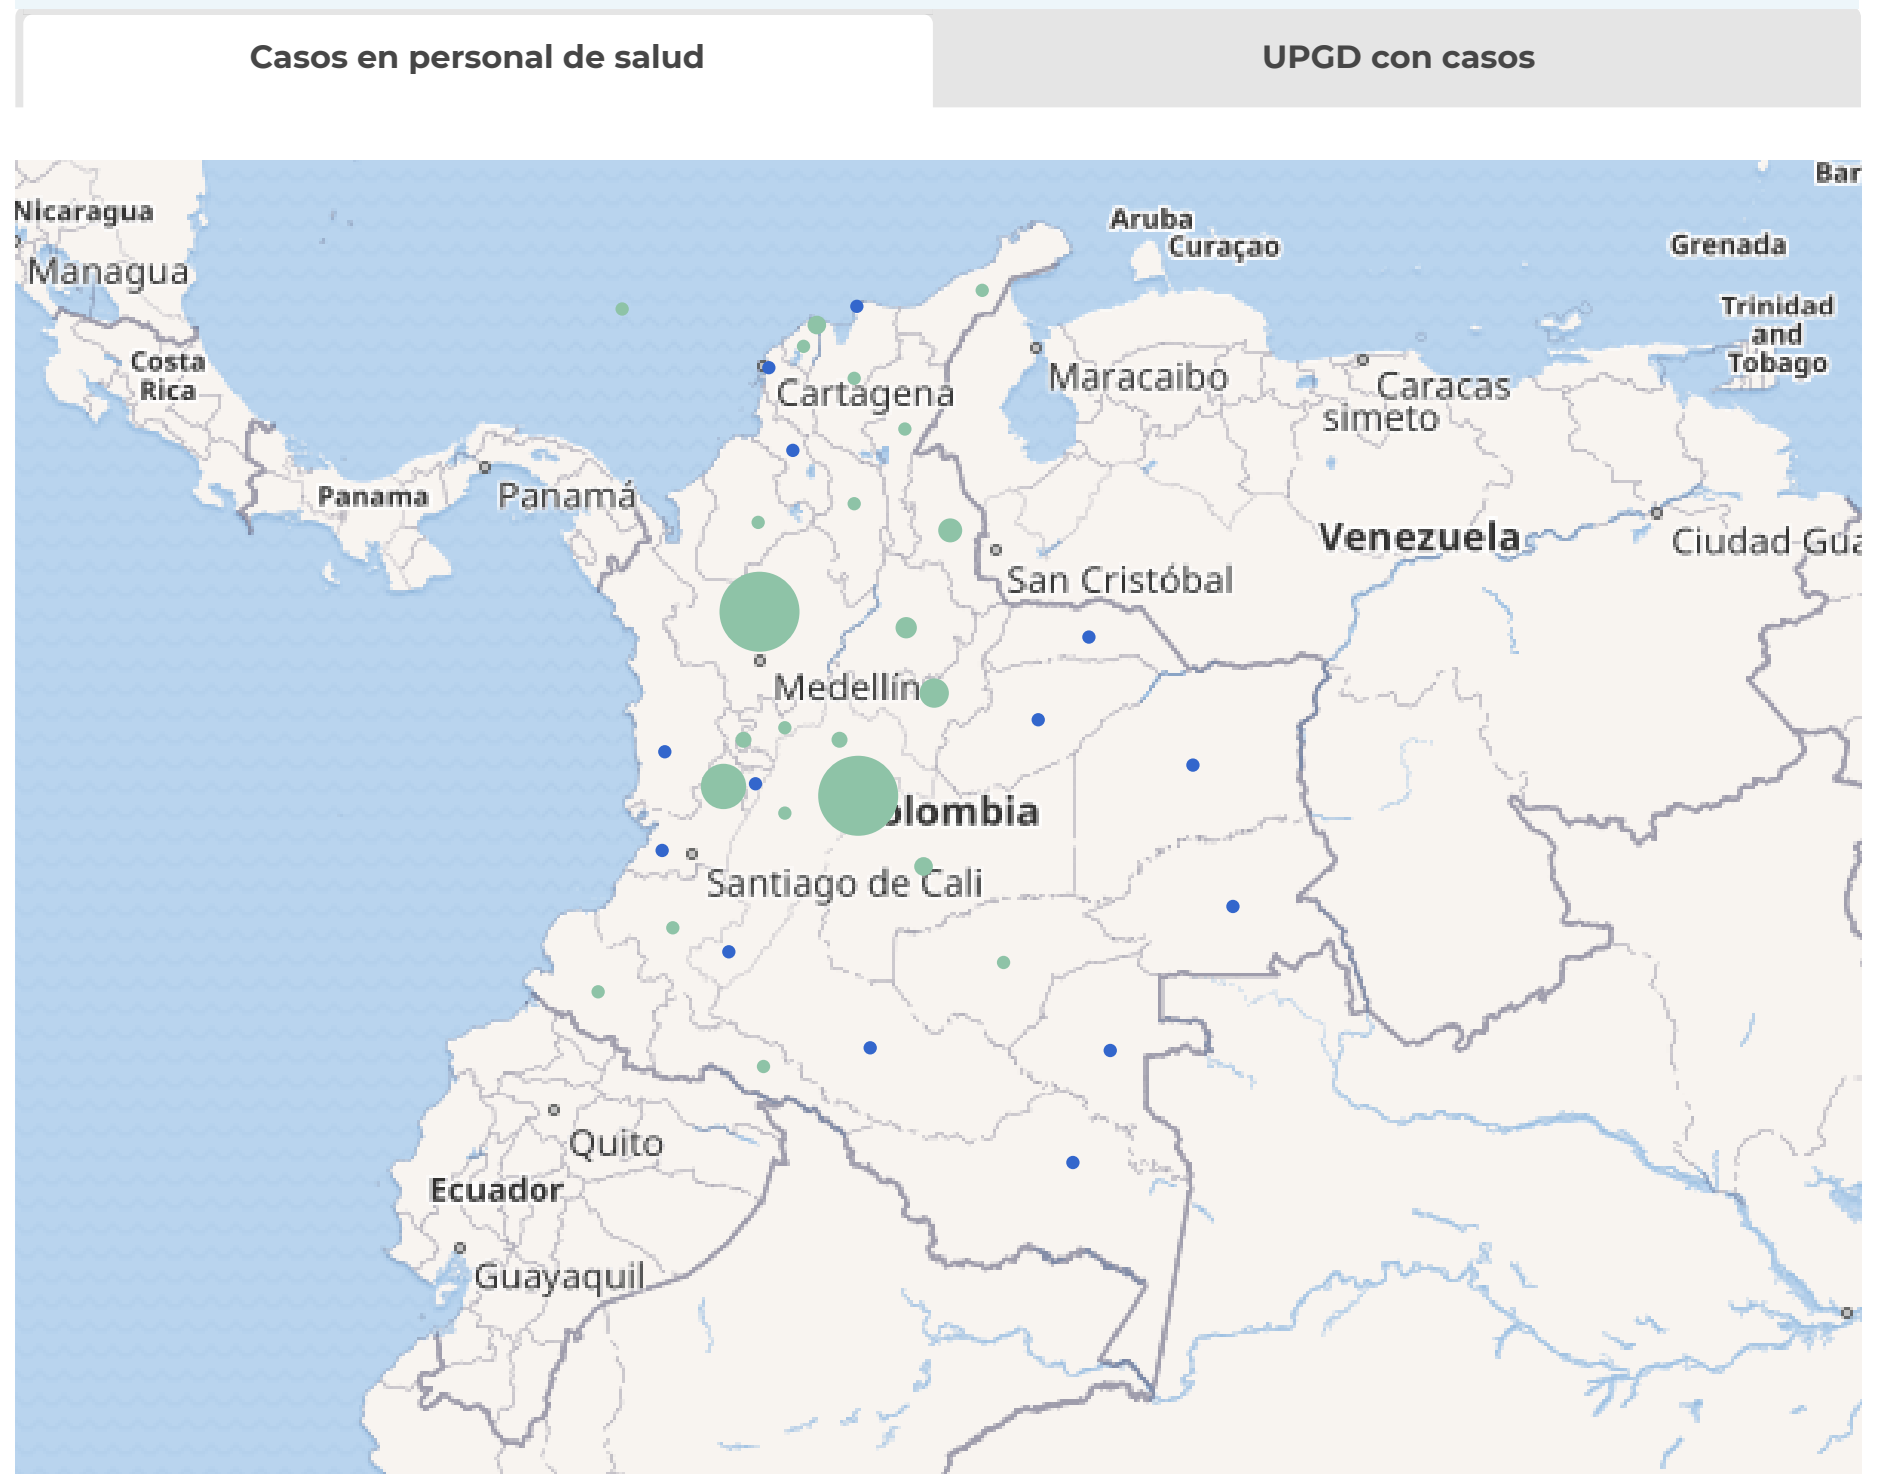 Casos en personal de salud
UPGD con casos
Bar
Nicaragua
Aruba
Curaçao
Grenada
Managua
Trinidad
and
Tobago
Costa
Rica
Cartagena
Maracaibo
Caracas
simeto
Panama
Panamá
Venezuela
Ciudad Gua
San Cristóbal
Medellín
olombia
Santiago de Cali
Quito
Ecuador
Guayaquil